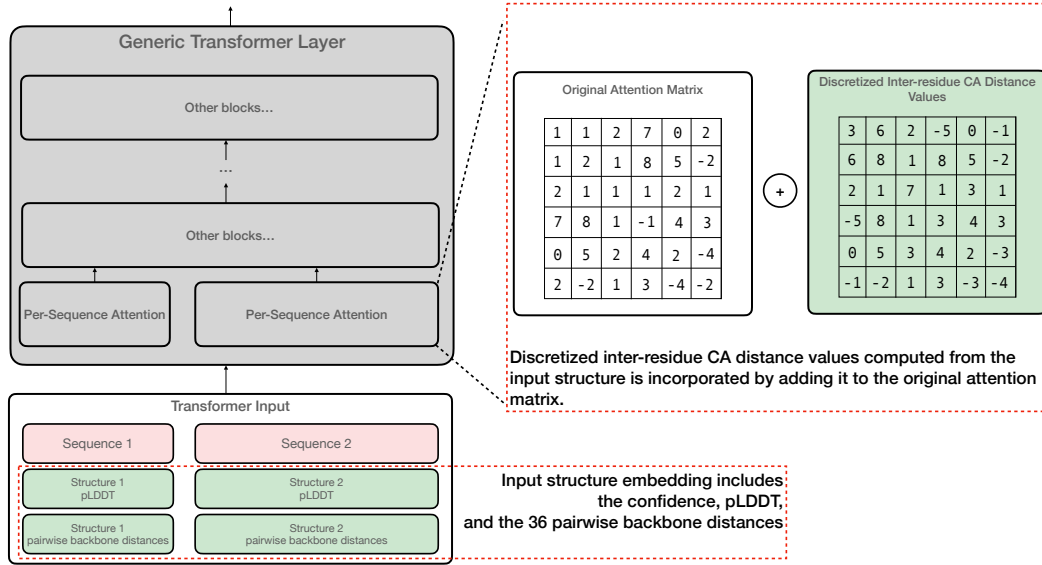 Generic Transformer Layer
Other blocks...
...
Other blocks...
Per-Sequence Attention
Per-Sequence Attention
Transformer Input
Sequence 1
Sequence 2
Structure 1
pLDDT
Structure 2
pLDDT
Structure 1
pairwise backbone distances
Structure 2
pairwise backbone distances
Input structure embedding includes
the confidence, pLDDT,
and the 36 pairwise backbone distances
Original Attention Matrix
1 1 2 7 0 2
1 2 1 8 5 -2
2 1 1 1 2 1
7 8 1 -1 4 3
0 5 2 4 2 -4
2 -2 1 3 -4 -2
+
Discretized Inter-residue CA Distance
Values
3 6 2 -5 0 -1
6 8 1 8 5 -2
2 1 7 1 3 1
-5 8 1 3 4 3
0 5 3 4 2 -3
-1 -2 1 3 -3 -4
Discretized inter-residue CA distance values computed from the
input structure is incorporated by adding it to the original attention
matrix.